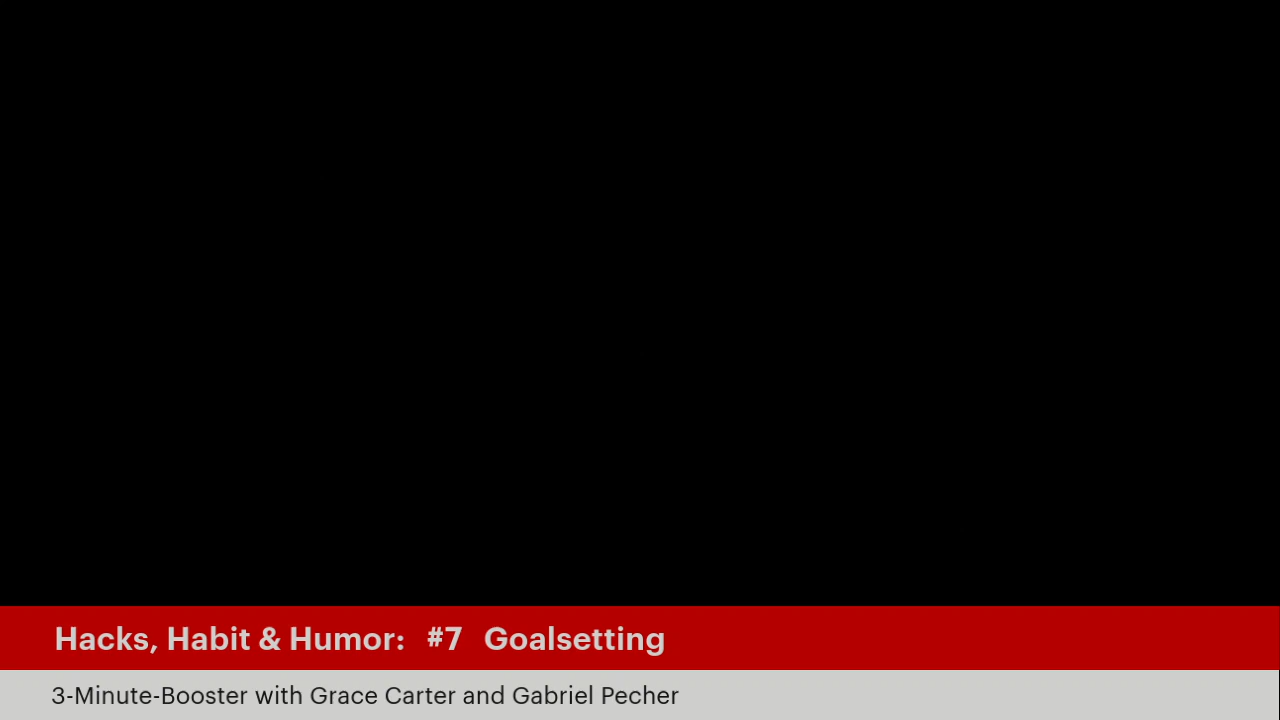 Hacks, Habit & Humor: #7 Goalsetting
3-Minute-Booster with Grace Carter and Gabriel Pecher